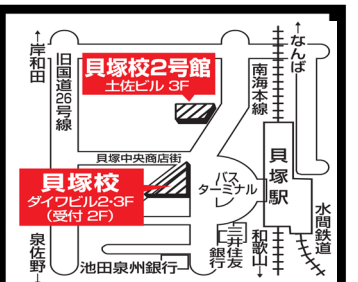 ↑なんば
↑岸和田
旧国道26号線
貝塚校2号館
土佐ビル 3F
南海本線
貝塚中央商店街
貝塚校
ダイワビル2・3F
(受付 2F)
バス
ターミナル
貝塚駅
水間鉄道
三井住友
銀行
和歌山↓
泉佐野↓
池田泉州銀行